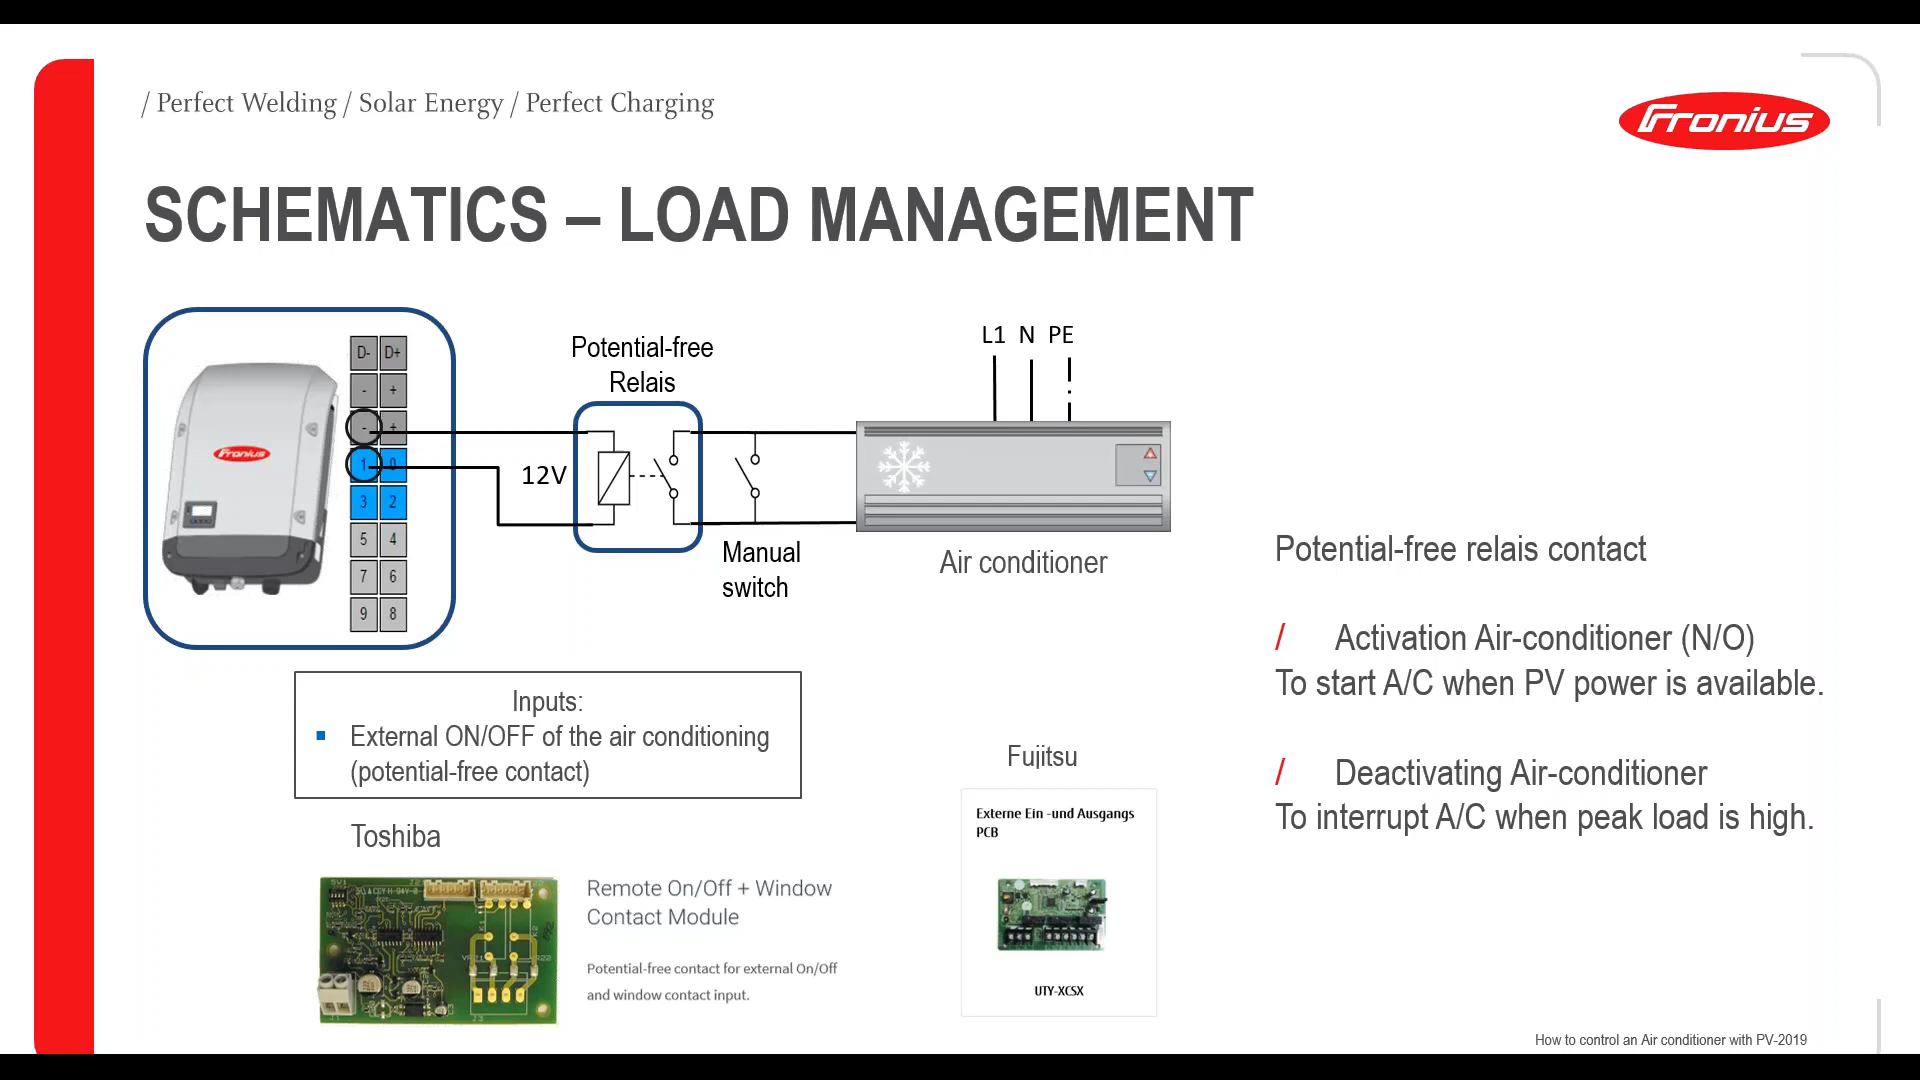 / Perfect Welding / Solar Energy / Perfect Charging
Fronius
SCHEMATICS – LOAD MANAGEMENT
D- D+
- +
- +
1 0
3 2
5 4
7 6
9 8
Fronius
12V
Potential-free
Relais
Manual
switch
L1 N PE
Air conditioner
Inputs:
▪ External ON/OFF of the air conditioning
(potential-free contact)
Toshiba
Remote On/Off + Window
Contact Module
Potential-free contact for external On/Off
and window contact input.
Fujitsu
Externe Ein -und Ausgangs
PCB
UTY-XCSX
Potential-free relais contact
/ Activation Air-conditioner (N/O)
To start A/C when PV power is available.
/ Deactivating Air-conditioner
To interrupt A/C when peak load is high.
How to control an Air conditioner with PV-2019